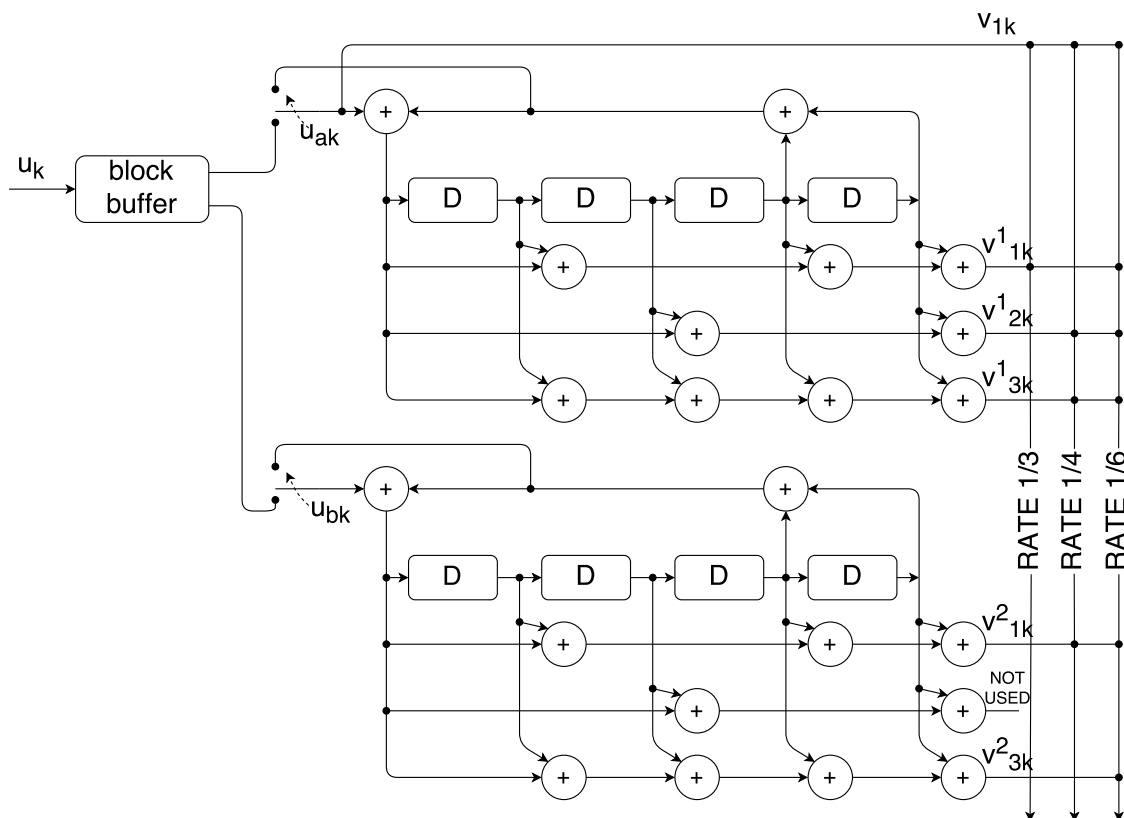 v1k
uak
uk
block
buffer
D D D D
+ +
+ + + v¹1k
+ + v¹2k
+ + + + v¹3k
RATE 1/3
RATE 1/4
RATE 1/6
ubk
+ +
D D D D
+ + + v²1k
+ +
NOT
USED
+ + + + v²3k